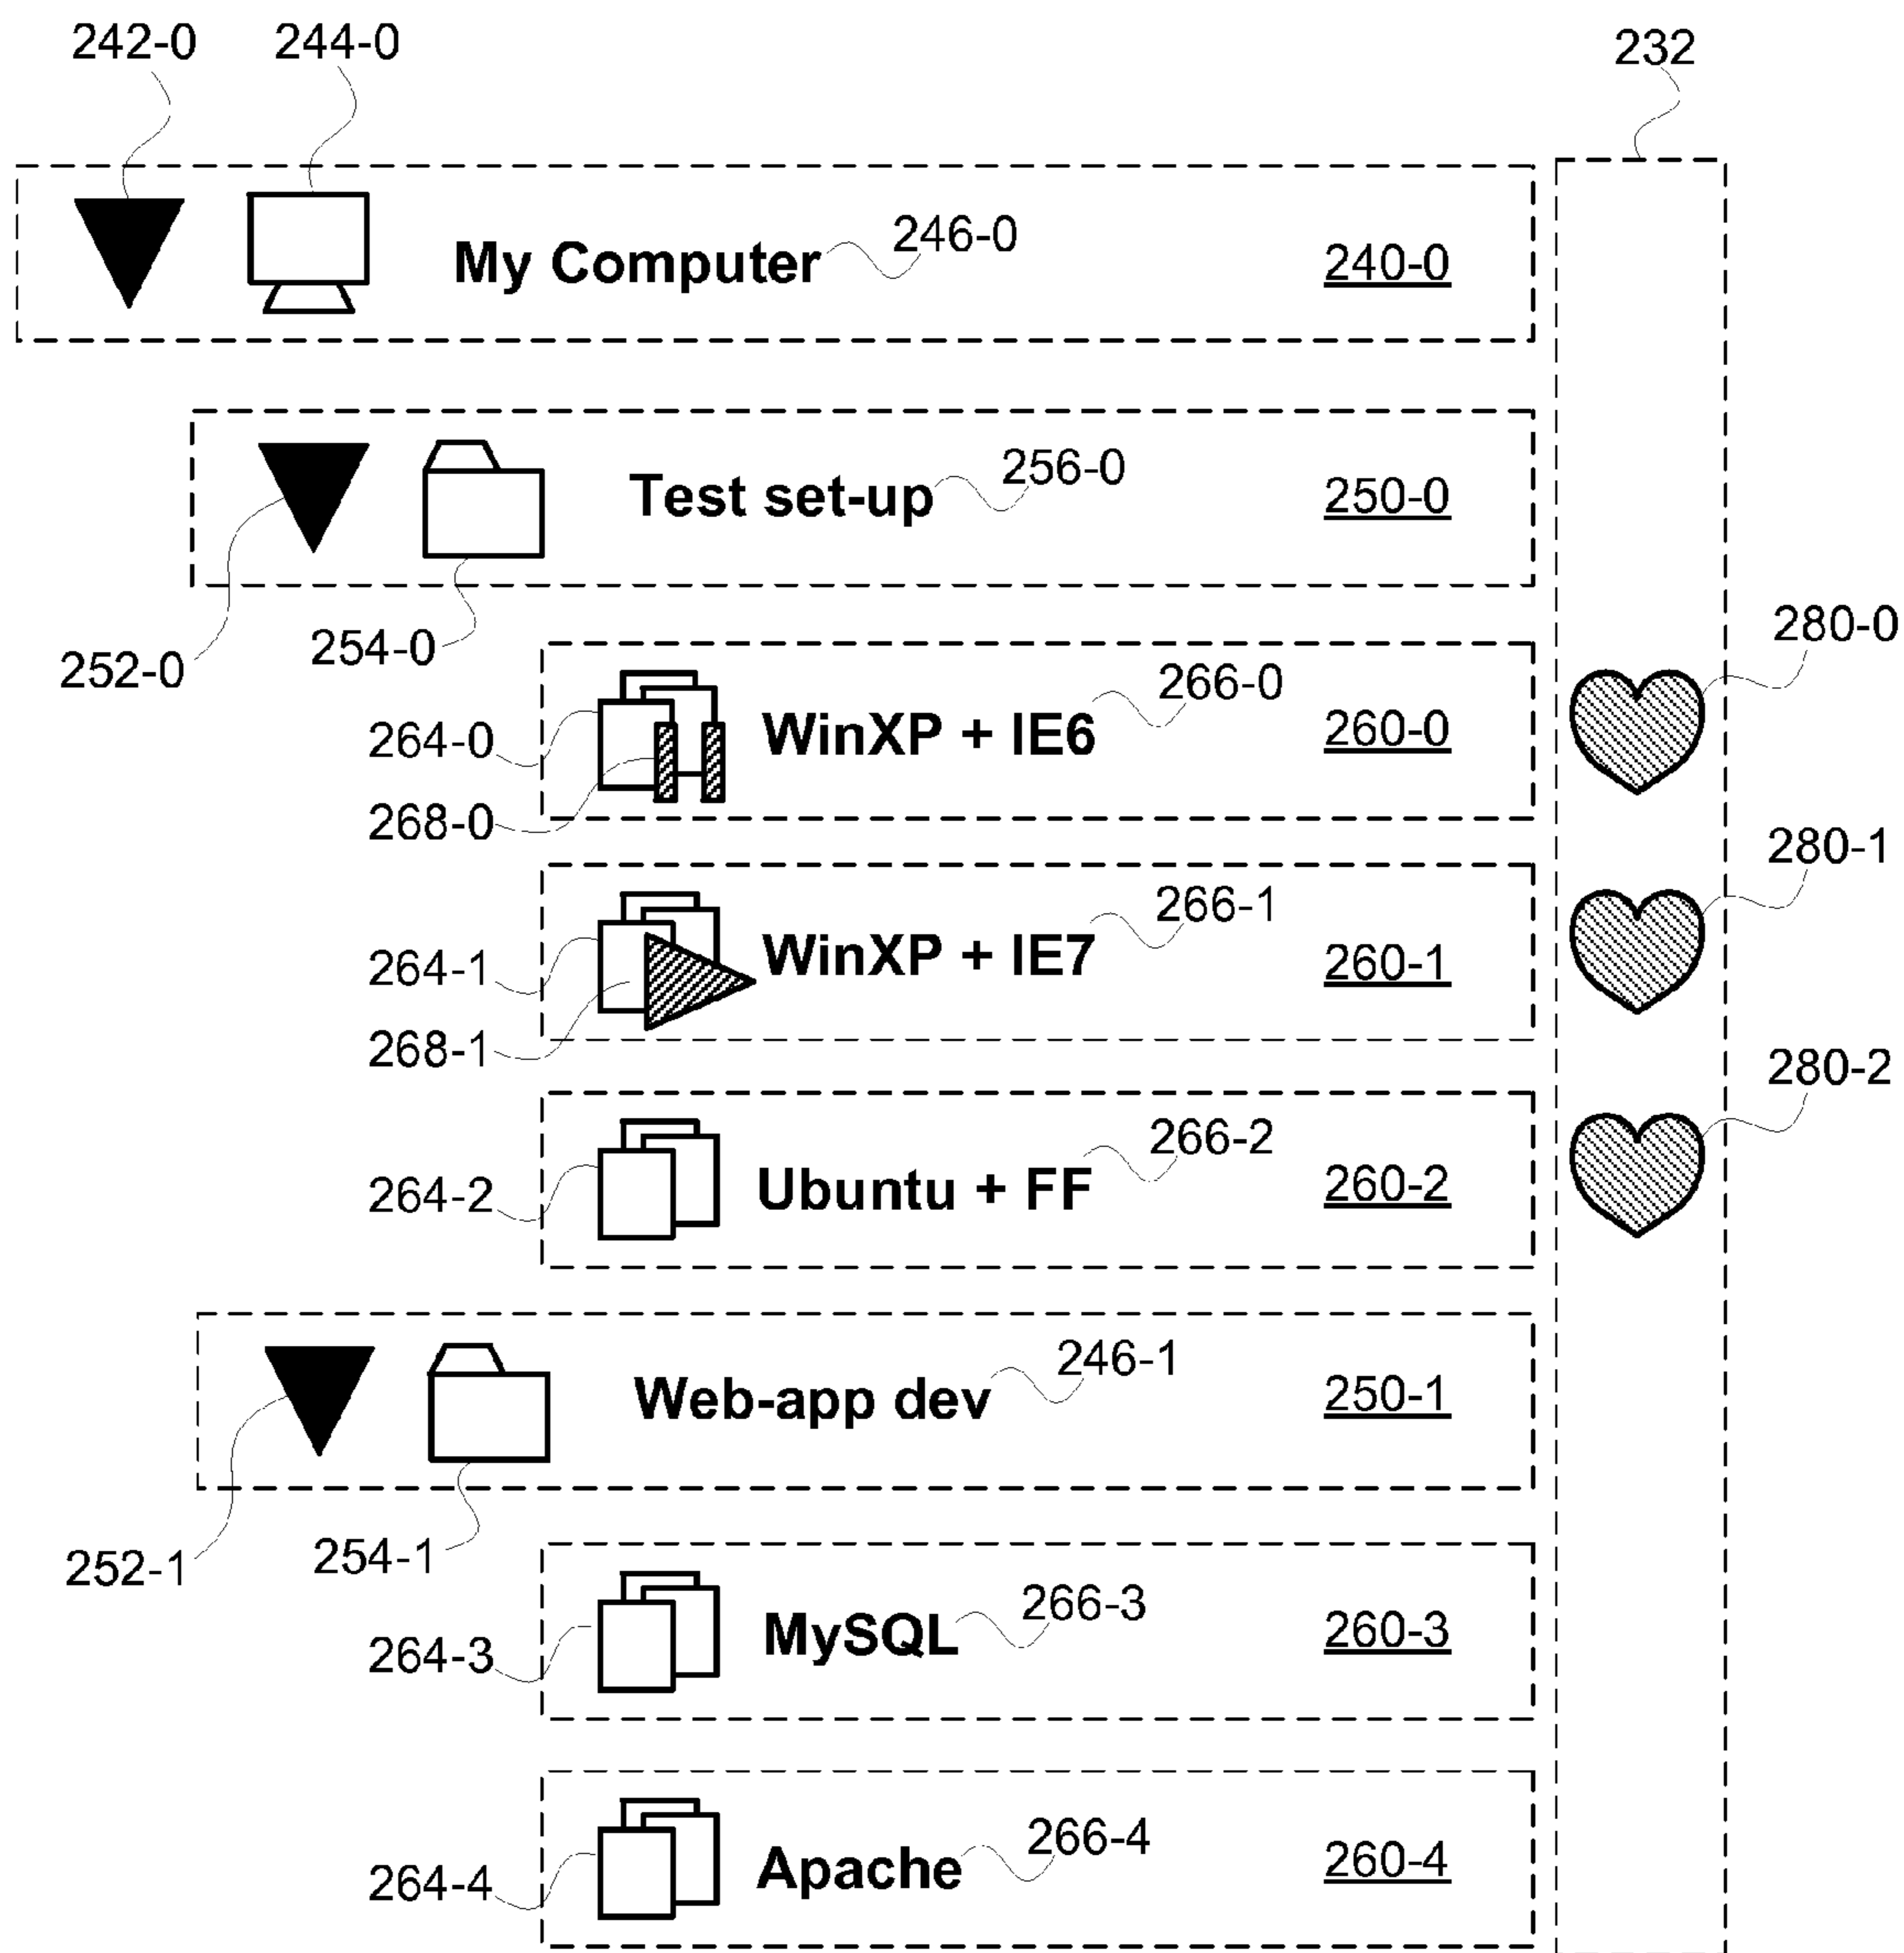 242-0 244-0 232
My Computer 246-0 240-0
Test set-up 256-0 250-0
252-0 254-0
280-0
264-0 WinXP + IE6 266-0 260-0
268-0
280-1
264-1 WinXP + IE7 266-1 260-1
268-1
280-2
264-2 Ubuntu + FF 266-2 260-2
Web-app dev 246-1 250-1
252-1 254-1
264-3 MySQL 266-3 260-3
264-4 Apache 266-4 260-4